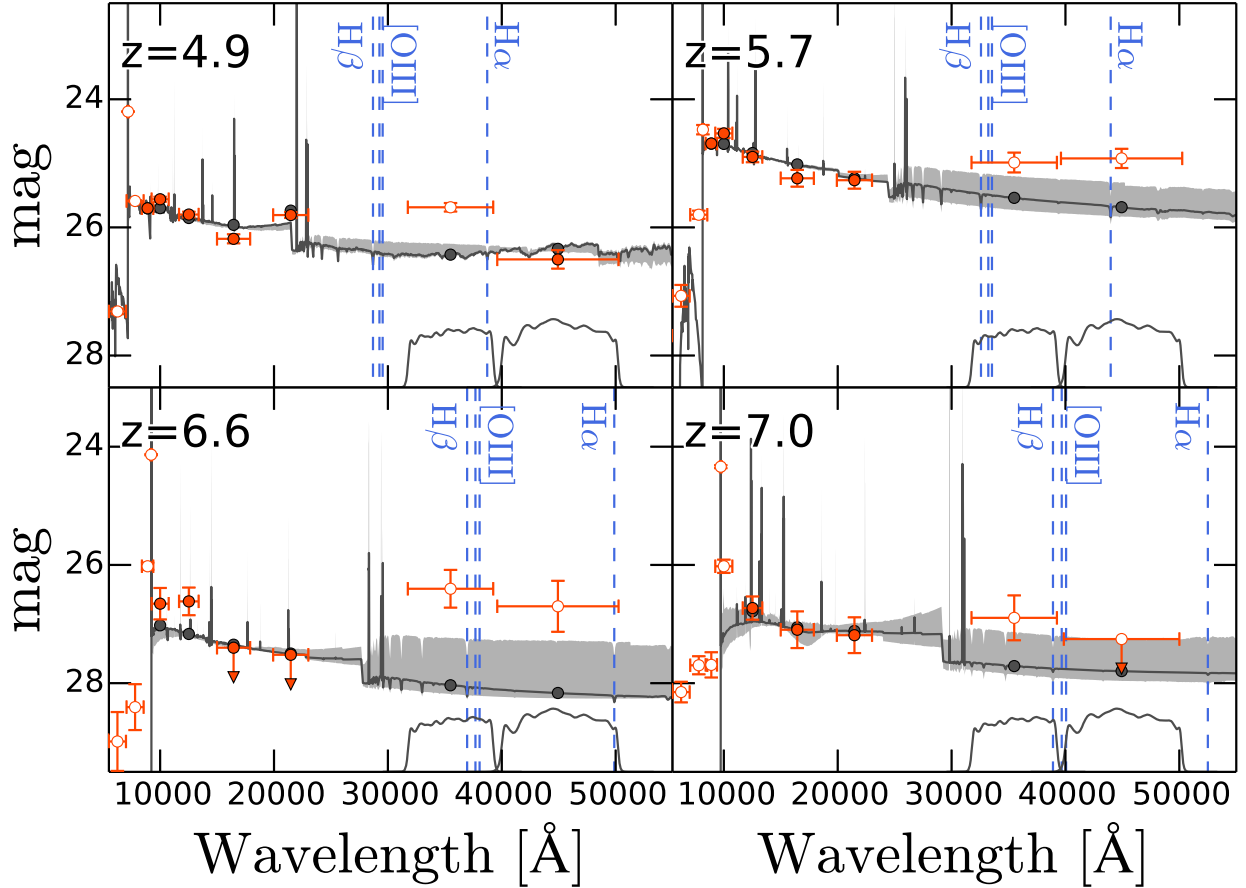 z=4.9
Hβ
[OIII]
Hα
z=5.7
Hβ
[OIII]
Hα
24
26
28
mag
z=6.6
Hβ
[OIII]
Hα
z=7.0
Hβ
[OIII]
Hα
24
26
28
mag
10000 20000 30000 40000 50000
10000 20000 30000 40000 50000
Wavelength [Å]
Wavelength [Å]